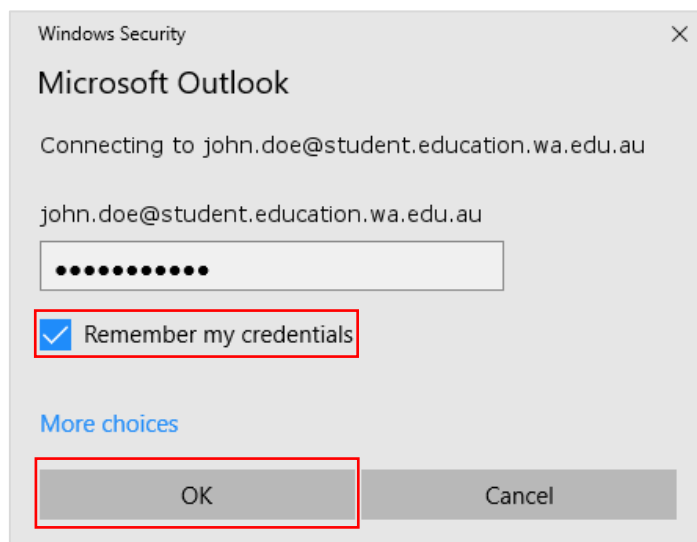 Windows Security
Microsoft Outlook
Connecting to john.doe@student.education.wa.edu.au
john.doe@student.education.wa.edu.au
●●●●●●●●●●●
Remember my credentials
More choices
OK
Cancel